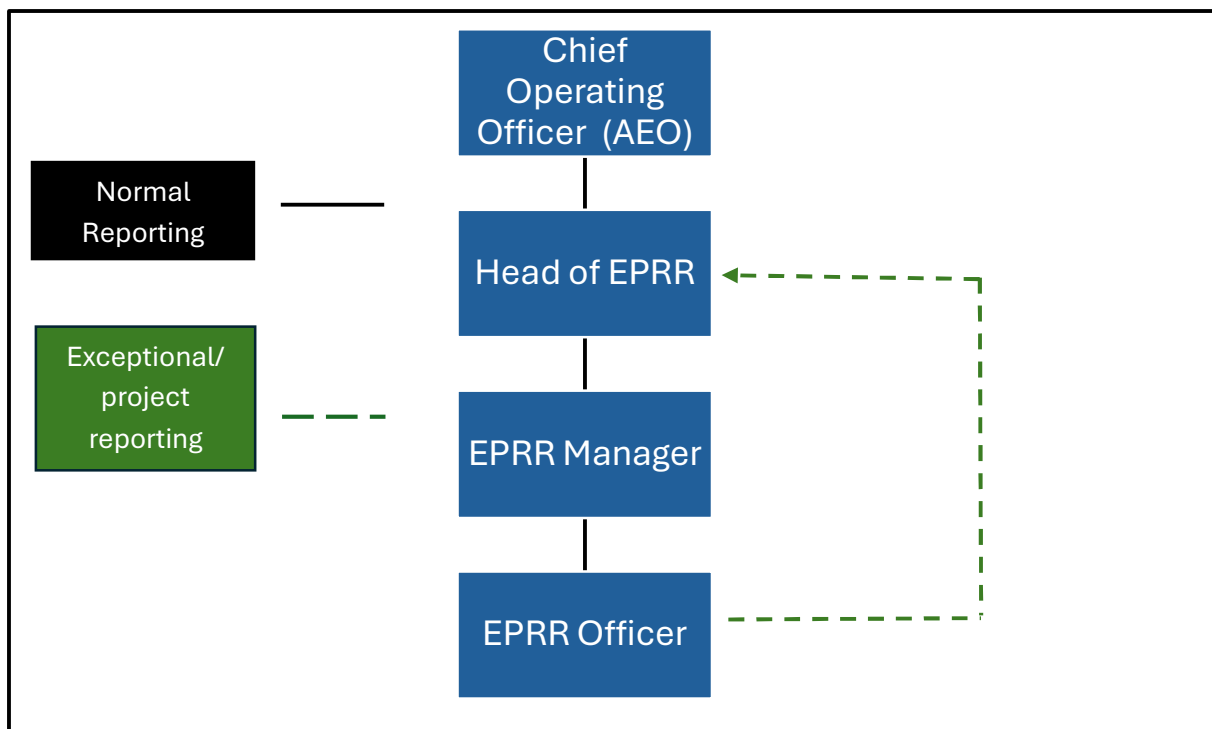 Chief
Operating
Officer (AEO)
Normal
Reporting
Head of EPRR
Exceptional/
project
reporting
EPRR Manager
EPRR Officer